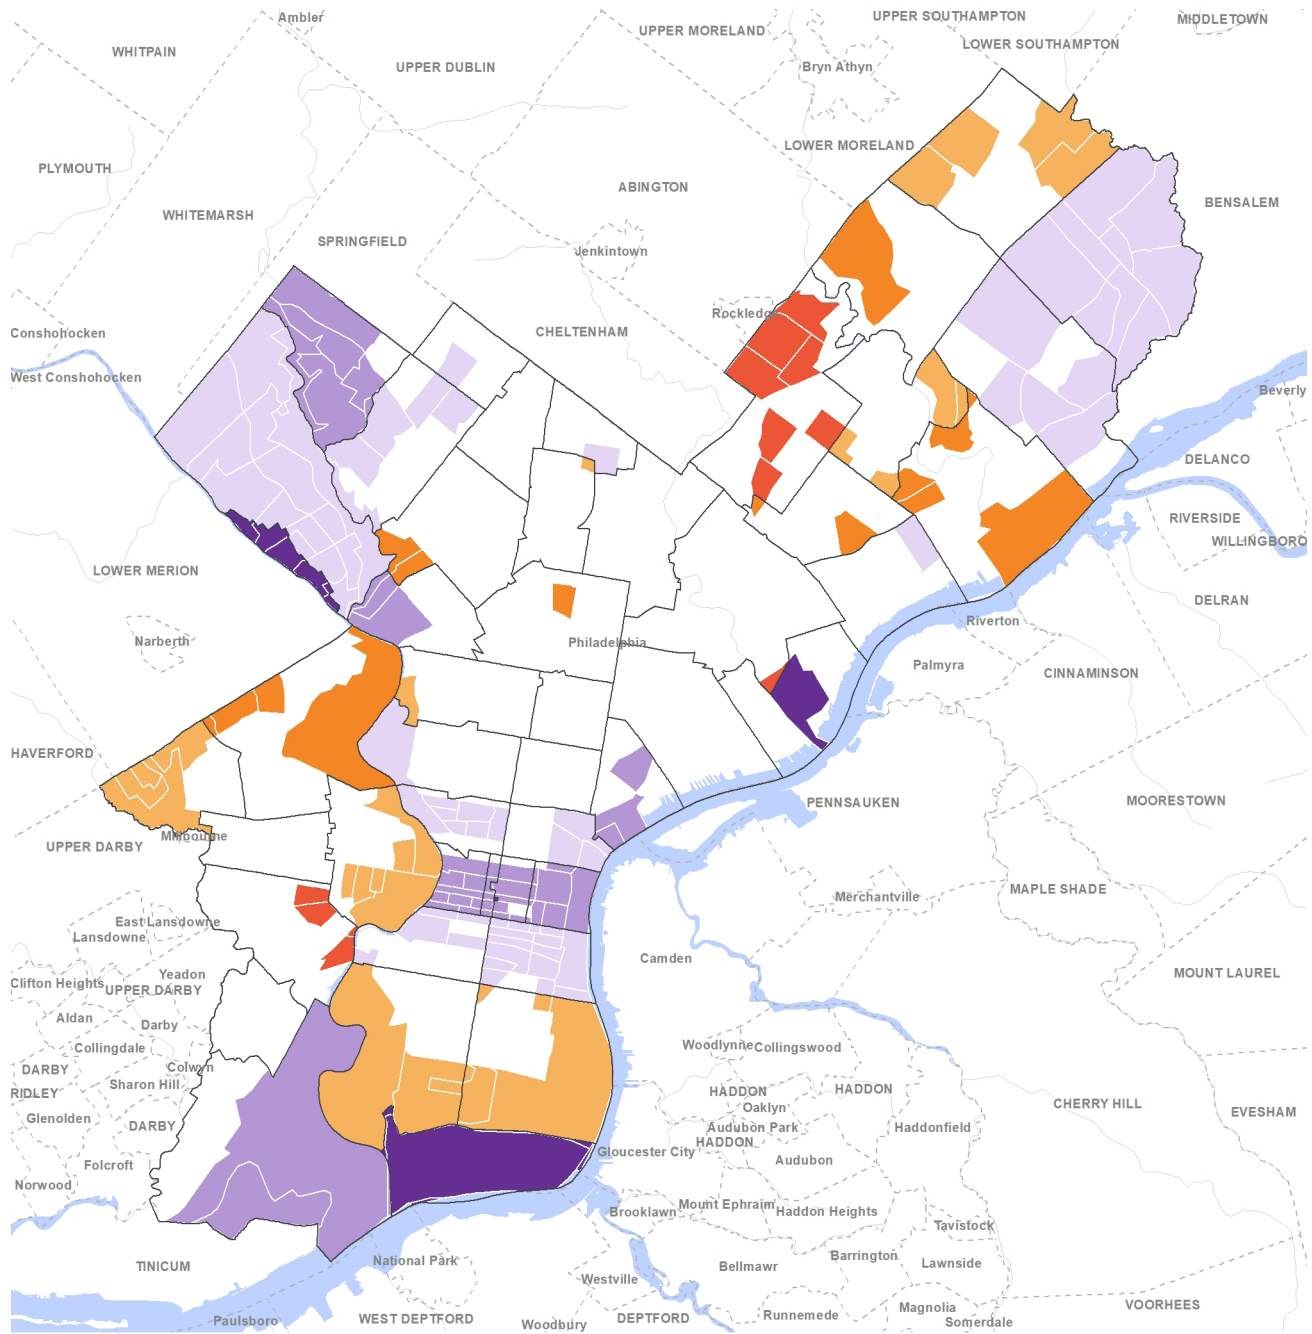 Ambler
UPPER SOUTHAMPTON
MIDDLETOWN
UPPER MORELAND
LOWER SOUTHAMPTON
WHITPAIN
UPPER DUBLIN
Bryn Athyn
LOWER MORELAND
PLYMOUTH
ABINGTON
BENSALEM
WHITEMARSH
SPRINGFIELD
Jenkintown
Rockledge
Conshohocken
CHELTENHAM
West Conshohocken
Beverly
DELANCO
RIVERSIDE
WILLINGBORO
LOWER MERION
DELRAN
Riverton
Narberth
Philadelphia
Palmyra
CINNAMINSON
HAVERFORD
PENNSAUKEN
MOORESTOWN
Millbourne
UPPER DARBY
MAPLE SHADE
Merchantville
East Lansdowne
Lansdowne
Camden
Yeadon
MOUNT LAUREL
Clifton Heights
UPPER DARBY
Aldan
Darby
Collingdale
Woodlynne
Collingswood
DARBY
Colwyn
Sharon Hill
RIDLEY
HADDON
HADDON
Oaklyn
CHERRY HILL
EVESHAM
Glenolden
DARBY
Audubon Park
Haddonfield
HADDON
Gloucester City
Audubon
Folcroft
Norwood
Mount Ephraim
Brooklawn
Haddon Heights
Tavistock
National Park
Barrington
Lawnside
TINICUM
Bellmawr
Westville
VOORHEES
Magnolia
Runnemede
Paulsboro
WEST DEPTFORD
Woodbury
DEPTFORD
Somerdale